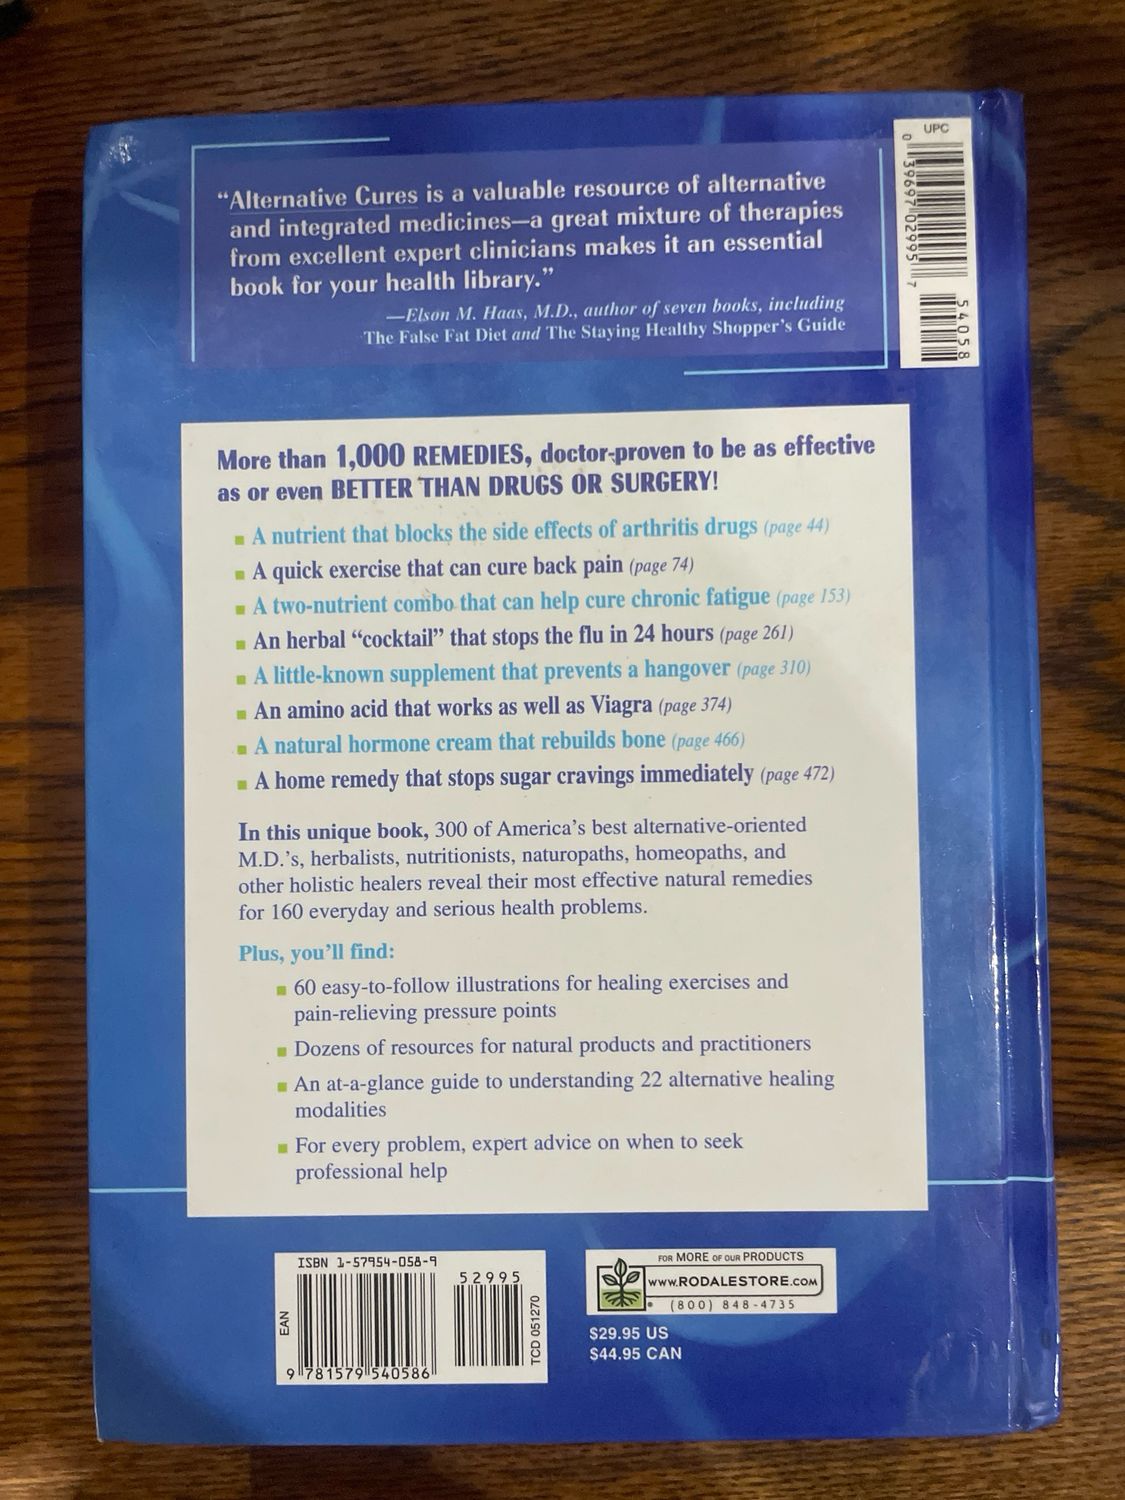 “Alternative Cures is a valuable resource of alternative
and integrated medicines—a great mixture of therapies
from excellent expert clinicians makes it an essential
book for your health library.”
—Elson M. Haas, M.D., author of seven books, including
The False Fat Diet and The Staying Healthy Shopper’s Guide
UPC
0 39697 02995 7
54058
More than 1,000 REMEDIES, doctor-proven to be as effective
as or even BETTER THAN DRUGS OR SURGERY!
A nutrient that blocks the side effects of arthritis drugs (page 44)
A quick exercise that can cure back pain (page 74)
A two-nutrient combo that can help cure chronic fatigue (page 153)
An herbal “cocktail” that stops the flu in 24 hours (page 261)
A little-known supplement that prevents a hangover (page 310)
An amino acid that works as well as Viagra (page 374)
A natural hormone cream that rebuilds bone (page 466)
A home remedy that stops sugar cravings immediately (page 472)
In this unique book, 300 of America’s best alternative-oriented
M.D.’s, herbalists, nutritionists, naturopaths, homeopaths, and
other holistic healers reveal their most effective natural remedies
for 160 everyday and serious health problems.
Plus, you’ll find:
60 easy-to-follow illustrations for healing exercises and
pain-relieving pressure points
Dozens of resources for natural products and practitioners
An at-a-glance guide to understanding 22 alternative healing
modalities
For every problem, expert advice on when to seek
professional help
ISBN 1-57954-058-9
52995
EAN
9 781579 540586
TCD 051270
FOR MORE OF OUR PRODUCTS
WWW.RODALESTORE.COM
(800) 848-4735
$29.95 US
$44.95 CAN